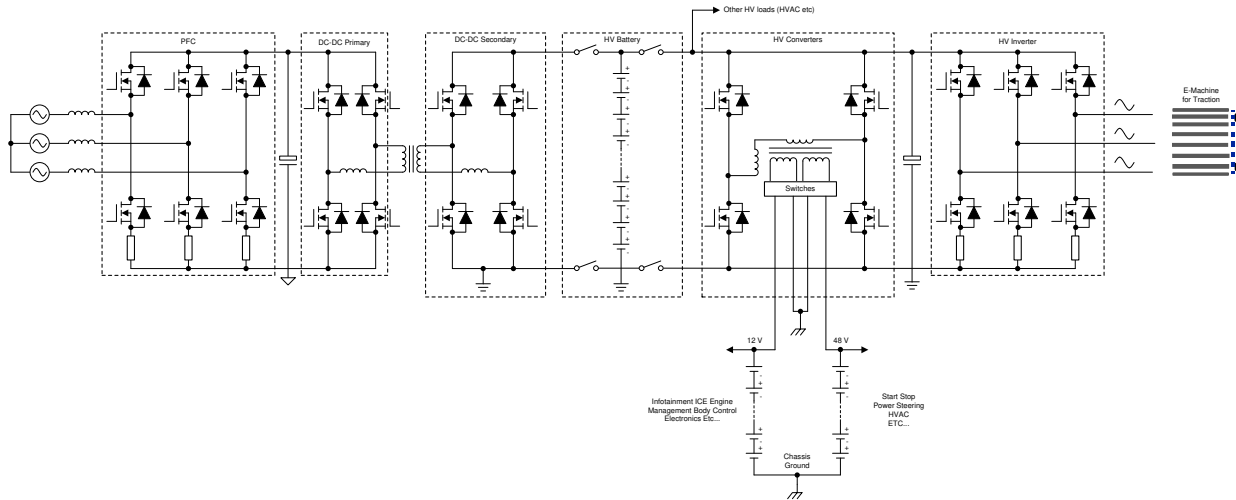 Other HV loads (HVAC etc)
PFC
DC-DC Primary
DC-DC Secondary
HV Battery
HV Converters
HV Inverter
E-Machine
for Traction
+
-
+
-
+
-
+
-
+
-
+
-
+
-
+
-
Switches
12 V
48 V
+
-
+
-
+
-
+
-
Infotainment ICE Engine
Management Body Control
Electronics Etc...
Start Stop
Power Steering
HVAC
ETC...
+
-
+
-
+
-
+
-
Chassis
Ground